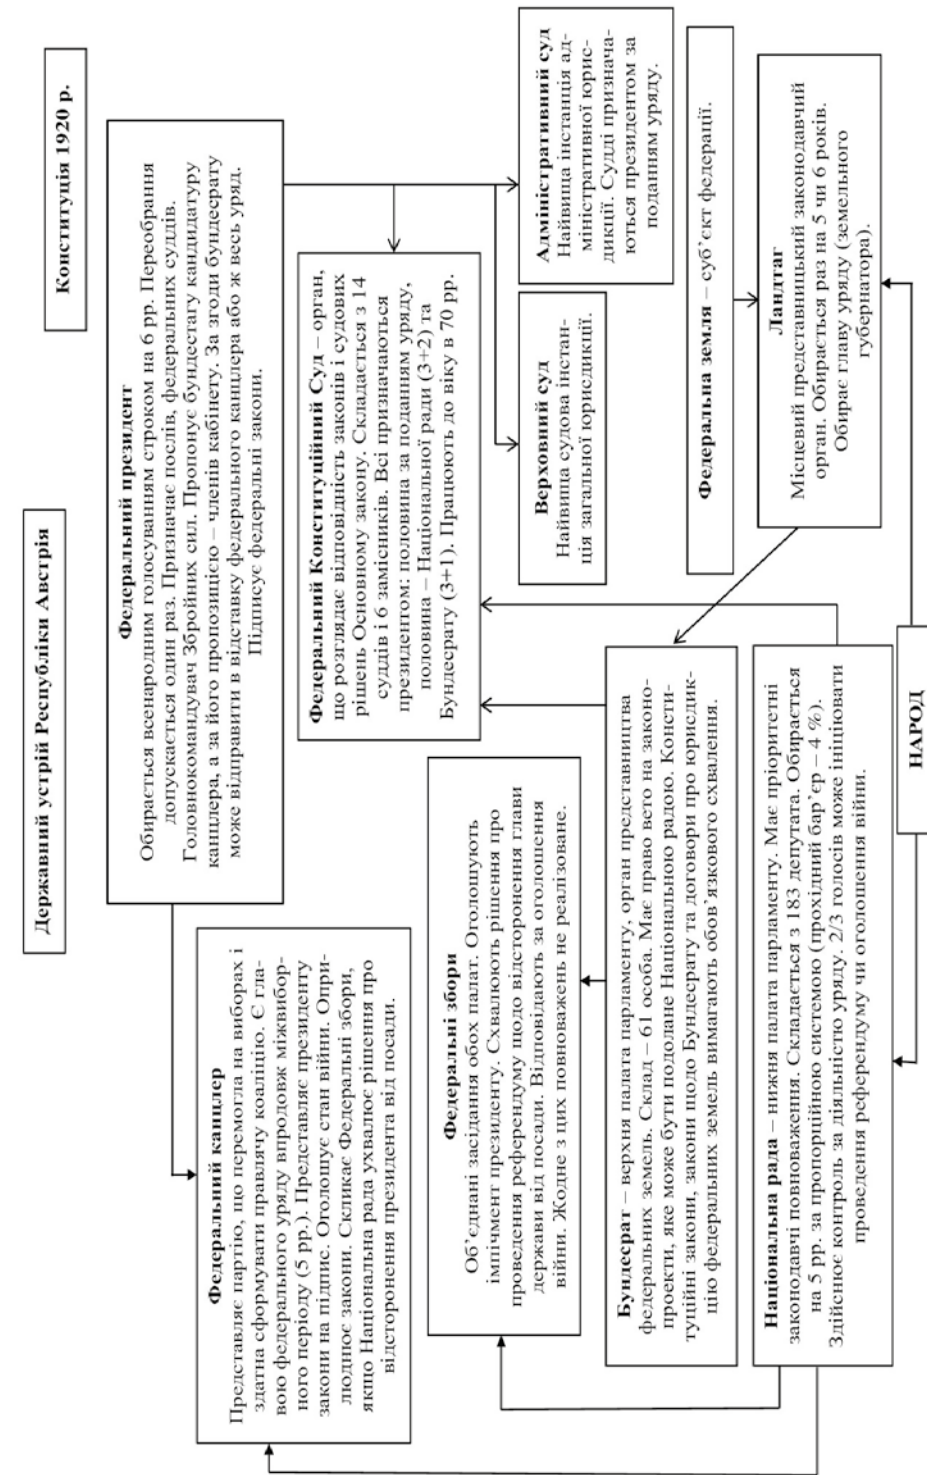 Державний устрій Республіки Австрія
Конституція 1920 р.
Федеральний президент
Обирається всенародним голосуванням строком на 6 рр. Переобрання
допускається один раз. Призначає послів, федеральних суддів.
Головнокомандувач Збройних сил. Пропонує бундестагу кандидатуру
канцлера, а за його пропозицією – членів кабінету. За згоди бундесрату
може відправити в відставку федерального канцлера або ж весь уряд.
Підписує федеральні закони.
Федеральний канцлер
Представляє партію, що перемогла на виборах і
здатна сформувати правлячу коаліцію. Є гла-
вою федерального уряду впродовж міжвибор-
ного періоду (5 рр.). Представляє президенту
закони на підпис. Оголошує стан війни. Опри-
люднює закони. Скликає Федеральні збори,
якщо Національна рада ухвалює рішення про
відсторонення президента від посади.
Федеральний Конституційний Суд – орган,
що розглядає відповідність законів і судових
рішень Основному закону. Складається з 14
суддів і 6 замісників. Всі призначаються
президентом: половина за поданням уряду,
половина – Національної ради (3+2) та
Бундесрату (3+1). Працюють до віку в 70 рр.
Верховний суд
Найвища судова інстан-
ція загальної юрисдикції.
Адміністративний суд
Найвища інстанція ад-
міністративної юрис-
дикції. Судді признача-
ються президентом за
поданням уряду.
Федеральні збори
Об’єднані засідання обох палат. Оголошують
імпічмент президенту. Схвалюють рішення про
проведення референдуму щодо відсторонення глави
держави від посади. Відповідають за оголошення
війни. Жодне з цих повноважень не реалізоване.
Бундесрат – верхня палата парламенту, орган представництва
федеральних земель. Склад – 61 особа. Має право вето на законо-
проекти, яке може бути подолане Національною радою. Консти-
туційні закони, закони щодо Бундесрату та договори про юрисдик-
цію федеральних земель вимагають обов’язкового схвалення.
Федеральна земля – суб’єкт федерації.
Ландтаг
Місцевий представницький законодавчий
орган. Обирається раз на 5 чи 6 років.
Обирає главу уряду (земельного
губернатора).
Національна рада – нижня палата парламенту. Має пріоритетні
законодавчі повноваження. Складається з 183 депутата. Обирається
на 5 рр. за пропорційною системою (прохідний бар’єр – 4 %).
Здійснює контроль за діяльністю уряду. 2/3 голосів може ініціювати
проведення референдуму чи оголошення війни.
НАРОД